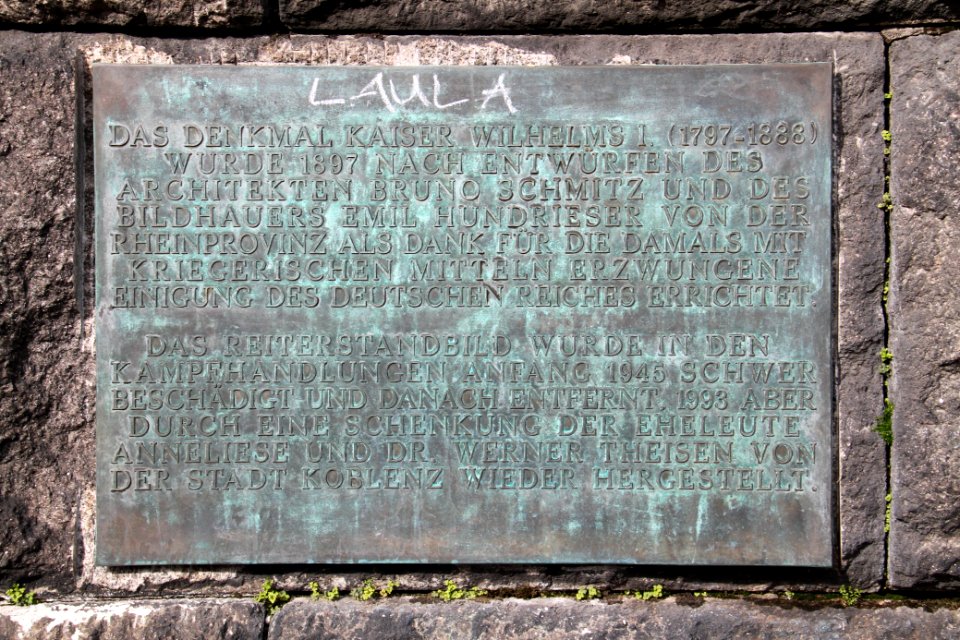 LAULA
DAS DENKMAL KAISER WILHELMS I. (1797-1888)
WURDE 1897 NACH ENTWÜRFEN DES
ARCHITEKTEN BRUNO SCHMITZ UND DES
BILDHAUERS EMIL HUNDRIESER VON DER
RHEINPROVINZ ALS DANK FÜR DIE DAMALS MIT
KRIEGERISCHEN MITTELN ERZWUNGENE
EINIGUNG DES DEUTSCHEN REICHES ERRICHTET.
DAS REITERSTANDBILD WURDE IN DEN
KAMPFHANDLUNGEN ANFANG 1945 SCHWER
BESCHÄDIGT UND DANACH ENTFERNT, 1993 ABER
DURCH EINE SCHENKUNG DER EHELEUTE
ANNELIESE UND DR. WERNER THEISEN VON
DER STADT KOBLENZ WIEDER HERGESTELLT.